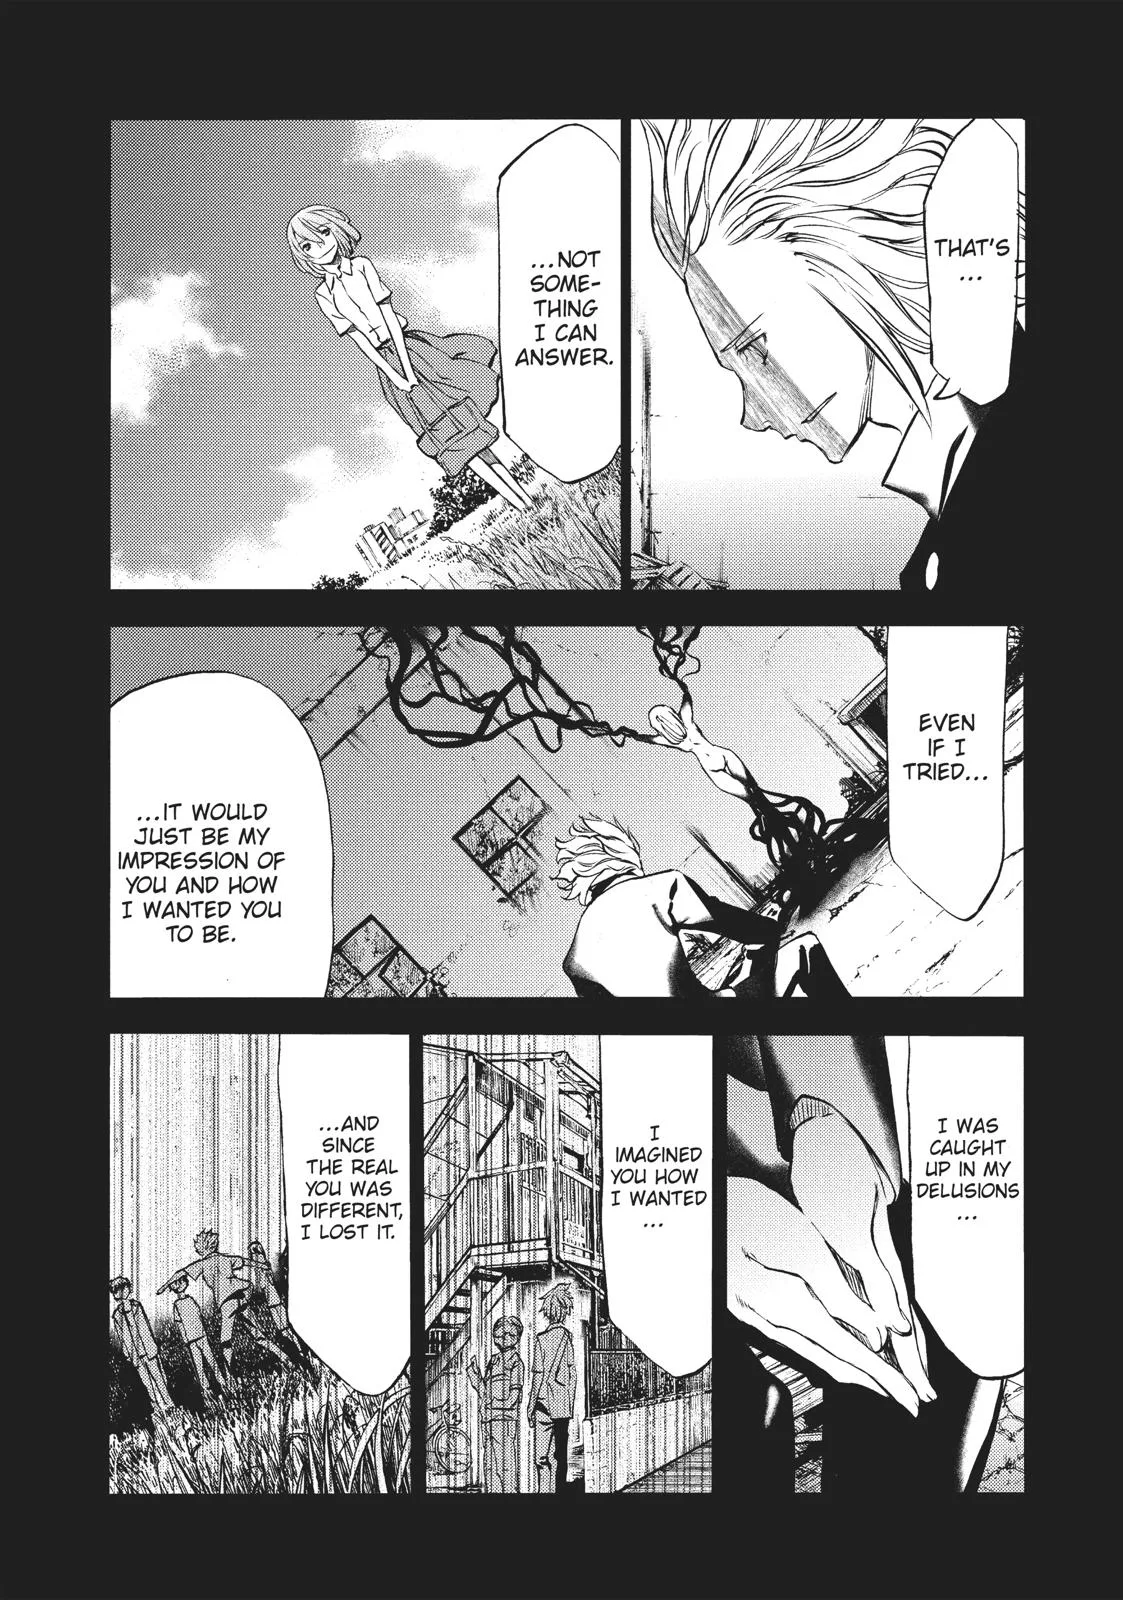 THAT'S
...
...NOT
SOME-
THING
I CAN
ANSWER.
EVEN
IF I
TRIED...
...IT WOULD
JUST BE MY
IMPRESSION OF
YOU AND HOW
I WANTED YOU
TO BE.
I WAS
CAUGHT
UP IN MY
DELUSIONS
...
I
IMAGINED
YOU HOW
I WANTED
...
...AND
SINCE
THE REAL
YOU WAS
DIFFERENT,
I LOST IT.